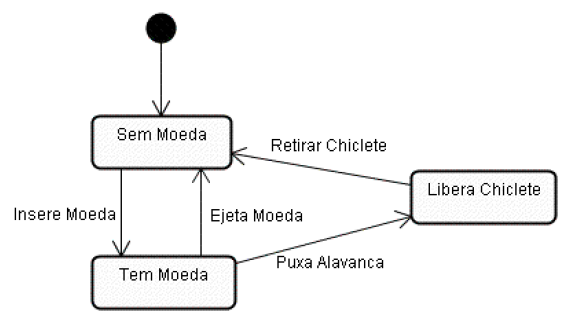 Sem Moeda
Retirar Chiclete
Libera Chiclete
Insere Moeda
Ejeta Moeda
Puxa Alavanca
Tem Moeda